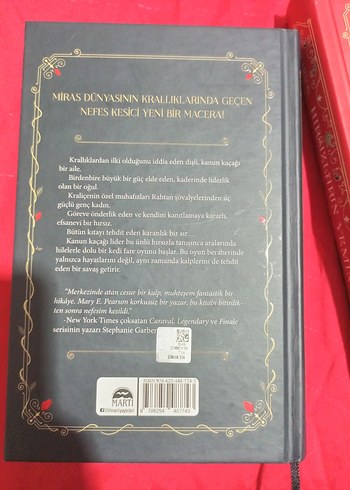 MİRAS DÜNYASININ KRALLIKLARINDA GEÇEN
NEFES KESİCİ YENİ BİR MACERA!
Krallıklardan ilki olduğunu iddia eden dişli, kanun kaçağı
bir aile.
Birdenbire büyük bir güç elde eden, kaderinde liderlik
olan bir oğul.
Kraliçenin özel muhafızları Rahtan şövalyelerinden üç
güçlü genç kadın.
Göreve önderlik eden ve kendini kanıtlamaya kararlı,
efsanevi bir hırsız.
Bütün kıtayı tehdit eden karanlık bir sır.
Kanun kaçağı lider bu ünlü hırsızla tanışınca aralarında
hilelerle dolu bir kedi fare oyunu başlar. Bu oyun beraberinde
yalnızca hayatlarını değil, aynı zamanda kalplerini de tehdit
eden bir savaş getirir.
"Merkezinde atan cesur bir kalp, muhteşem fantastik bir
hikâye. Mary E. Pearson korkusuz bir yazar, bu kitabı bitirdik-
ten sonra nefesim kesildi."
-New York Times çoksatan Caraval, Legendary ve Finale
serisinin yazarı Stephanie Garber
MARTI